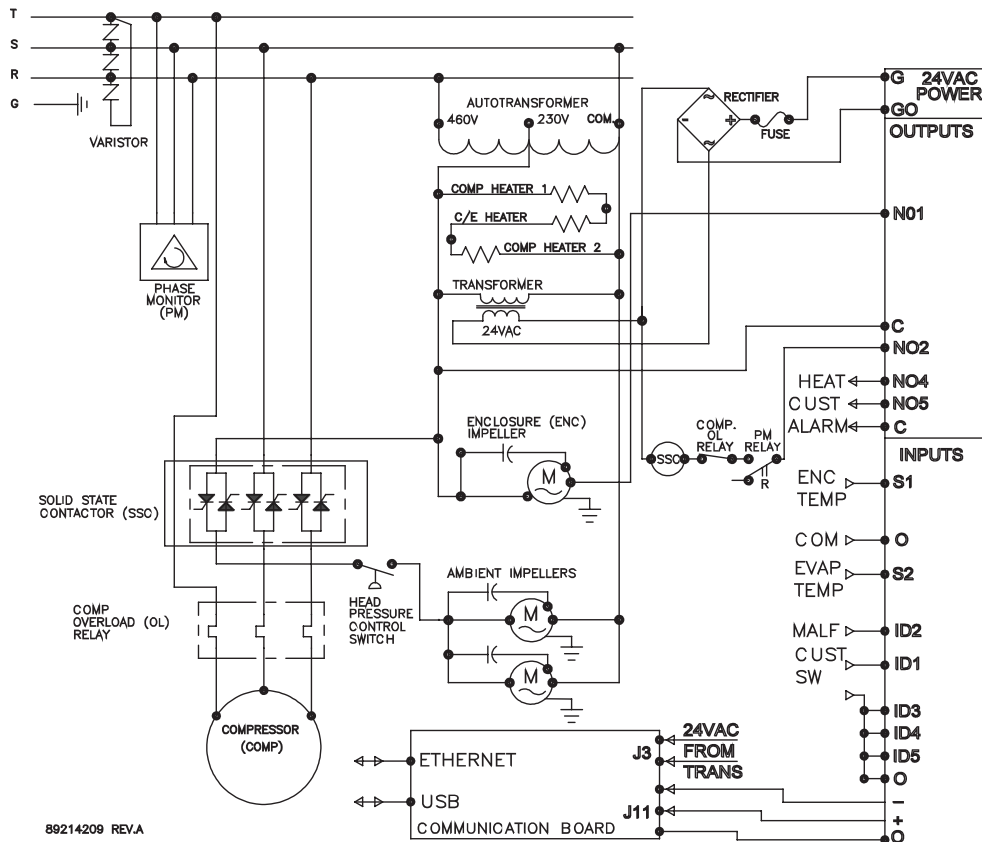 T
S
R
G
VARISTOR
PHASE
MONITOR
(PM)
AUTOTRANSFORMER
460V 230V COM.
COMP HEATER 1
C/E HEATER
COMP HEATER 2
TRANSFORMER
24VAC
RECTIFIER
- +
FUSE
G 24VAC
POWER
GO
OUTPUTS
N01
C
NO2
HEAT NO4
CUST NO5
ALARM C
INPUTS
ENC
TEMP
S1
COM O
EVAP
TEMP
S2
MALF ID2
CUST
SW
ID1
ID3
ID4
ID5
O
-
+
O
ENCLOSURE (ENC)
IMPELLER
M
COMP.
OL
RELAY
PM
RELAY
SSC
R
SOLID STATE
CONTACTOR (SSC)
HEAD
PRESSURE
CONTROL
SWITCH
AMBIENT IMPELLERS
M
M
COMP
OVERLOAD (OL)
RELAY
COMPRESSOR
(COMP)
ETHERNET
USB
COMMUNICATION BOARD
J3
J11
24VAC
FROM
TRANS
89214209 REV.A